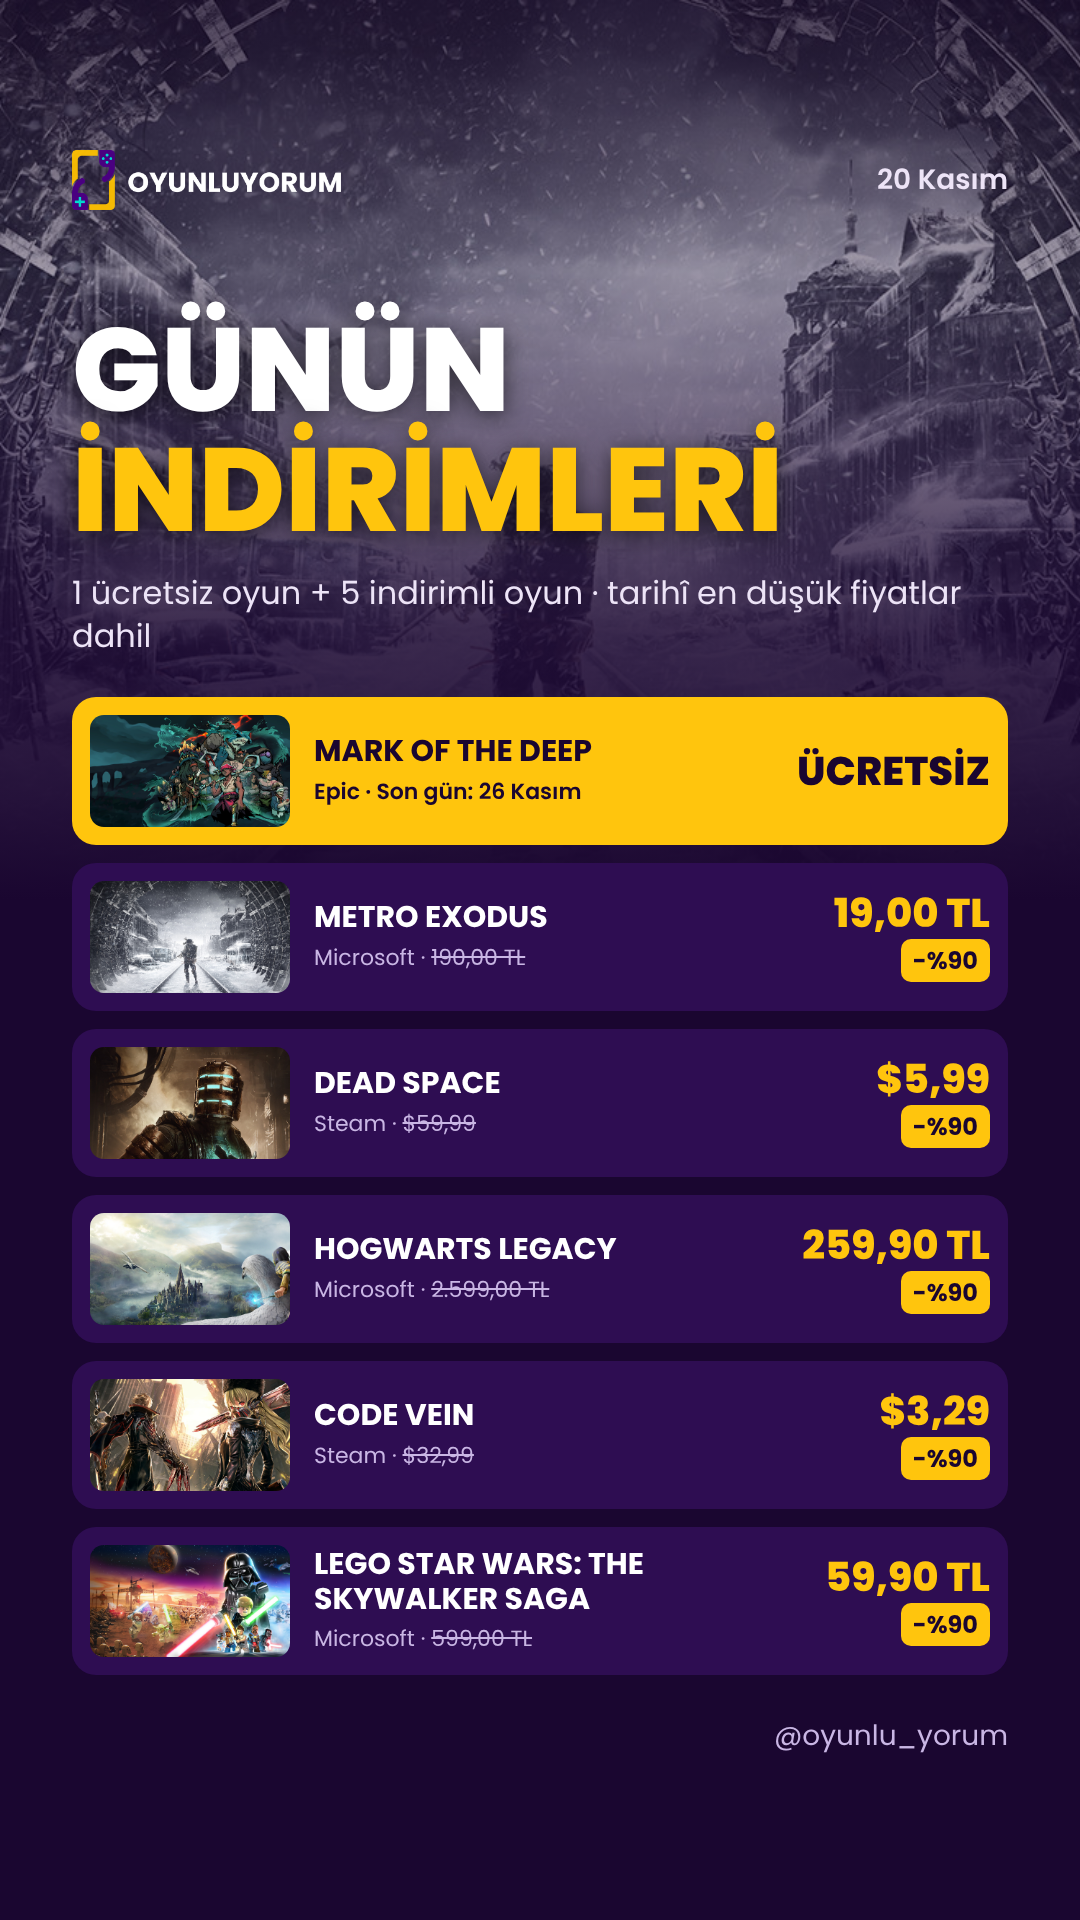 OYUNLUYORUM
20 Kasım
GÜNÜN
İNDİRİMLERİ
1 ücretsiz oyun + 5 indirimli oyun · tarihî en düşük fiyatlar
dahil
MARK OF THE DEEP
Epic · Son gün: 26 Kasım
ÜCRETSİZ
METRO EXODUS
Microsoft · 190,00 TL
19,00 TL
-%90
DEAD SPACE
Steam · $59,99
$5,99
-%90
HOGWARTS LEGACY
Microsoft · 2.599,00 TL
259,90 TL
-%90
CODE VEIN
Steam · $32,99
$3,29
-%90
LEGO STAR WARS: THE
SKYWALKER SAGA
Microsoft · 599,00 TL
59,90 TL
-%90
@oyunlu_yorum